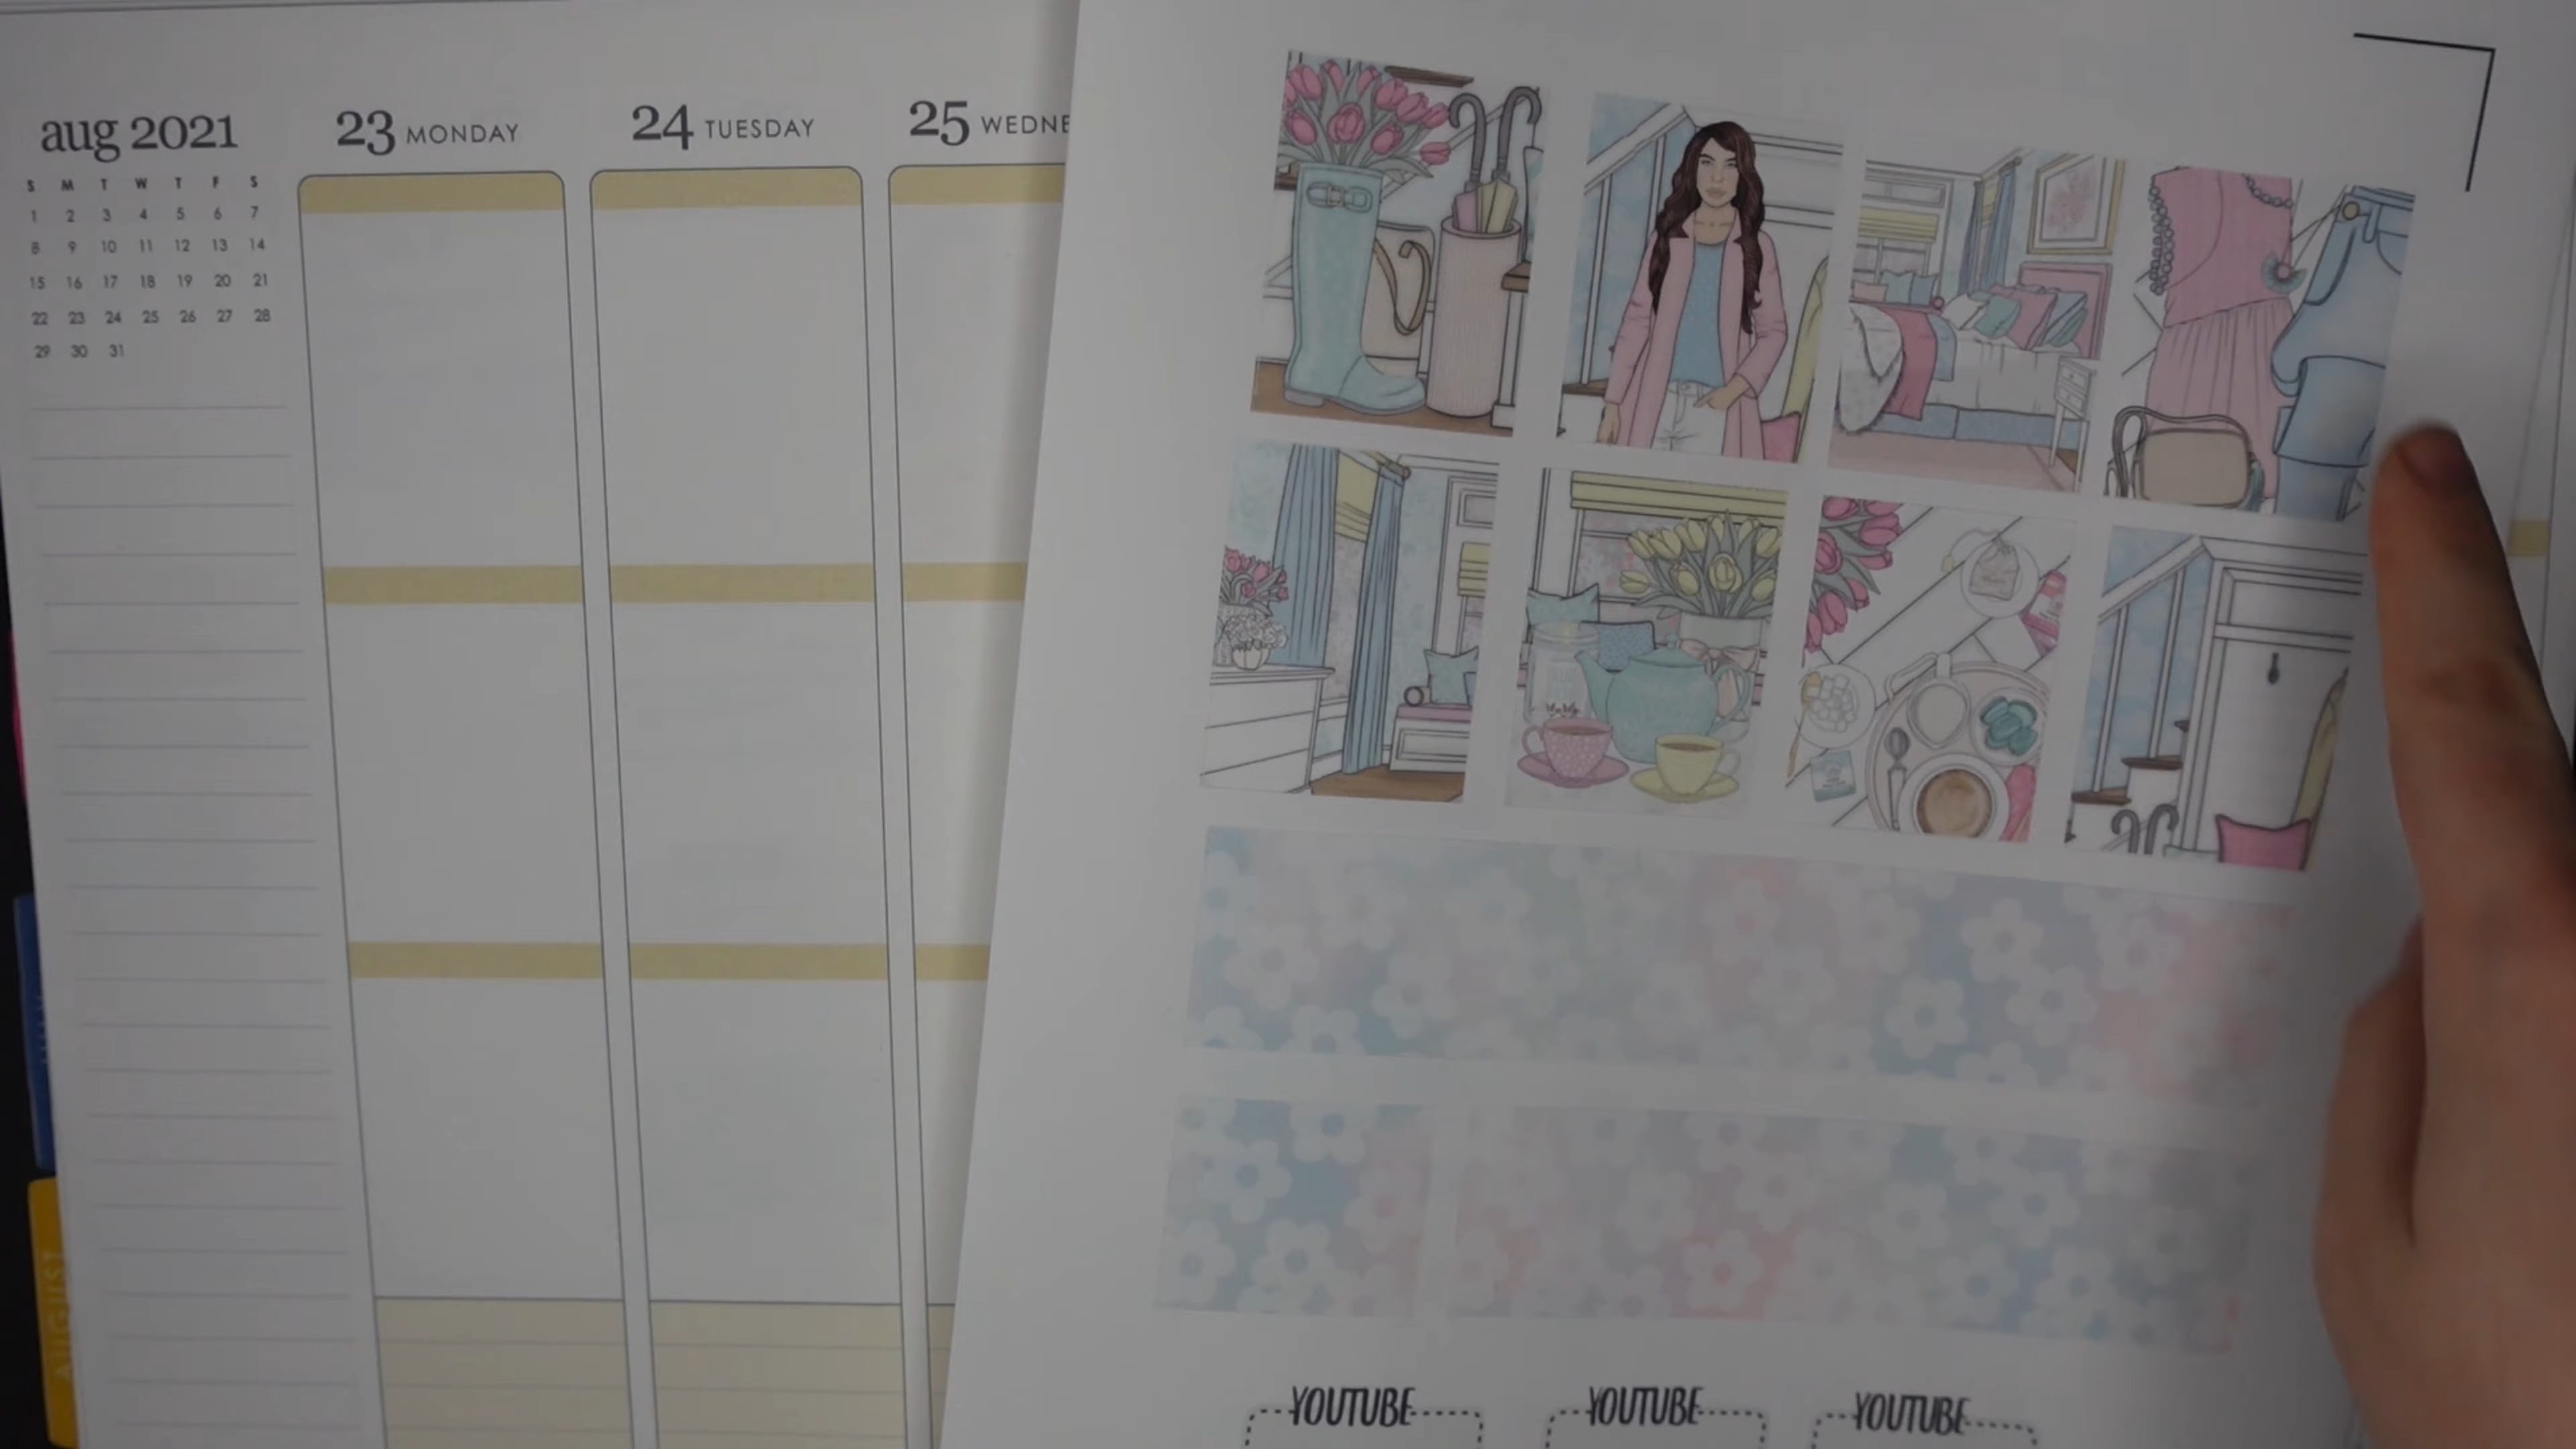 aug 2021
S M T W T F S
1 2 3 4 5 6 7
8 9 10 11 12 13 14
15 16 17 18 19 20 21
22 23 24 25 26 27 28
29 30 31
23 MONDAY
24 TUESDAY
25 WEDNE
AUGUST
YOUTUBE
YOUTUBE
YOUTUBE